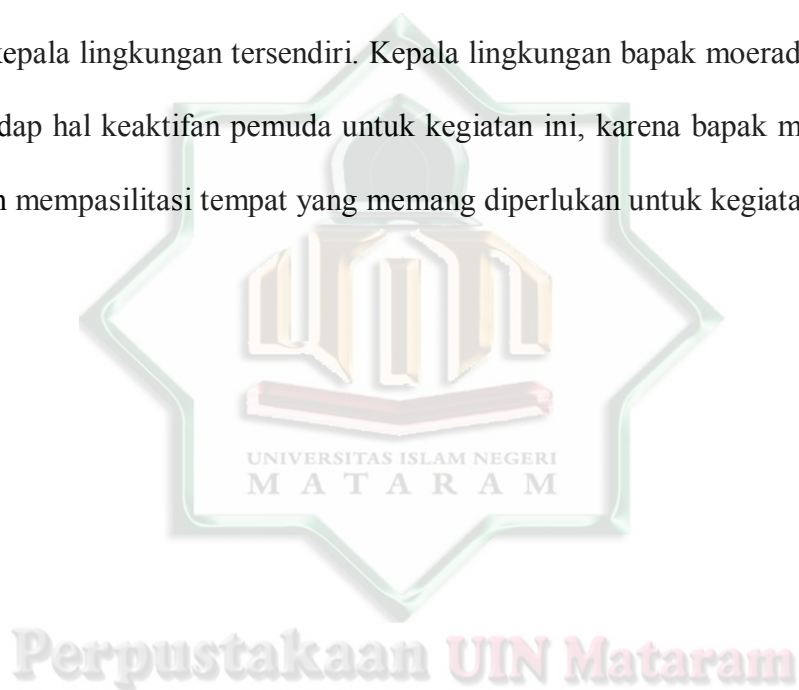 kepala lingkungan tersendiri. Kepala lingkungan bapak moerad
dap hal keaktifan pemuda untuk kegiatan ini, karena bapak m
n mempasilitasi tempat yang memang diperlukan untuk kegiata
UNIVERSITAS ISLAM NEGERI
MATARAM
Perpustakaan UIN Mataram